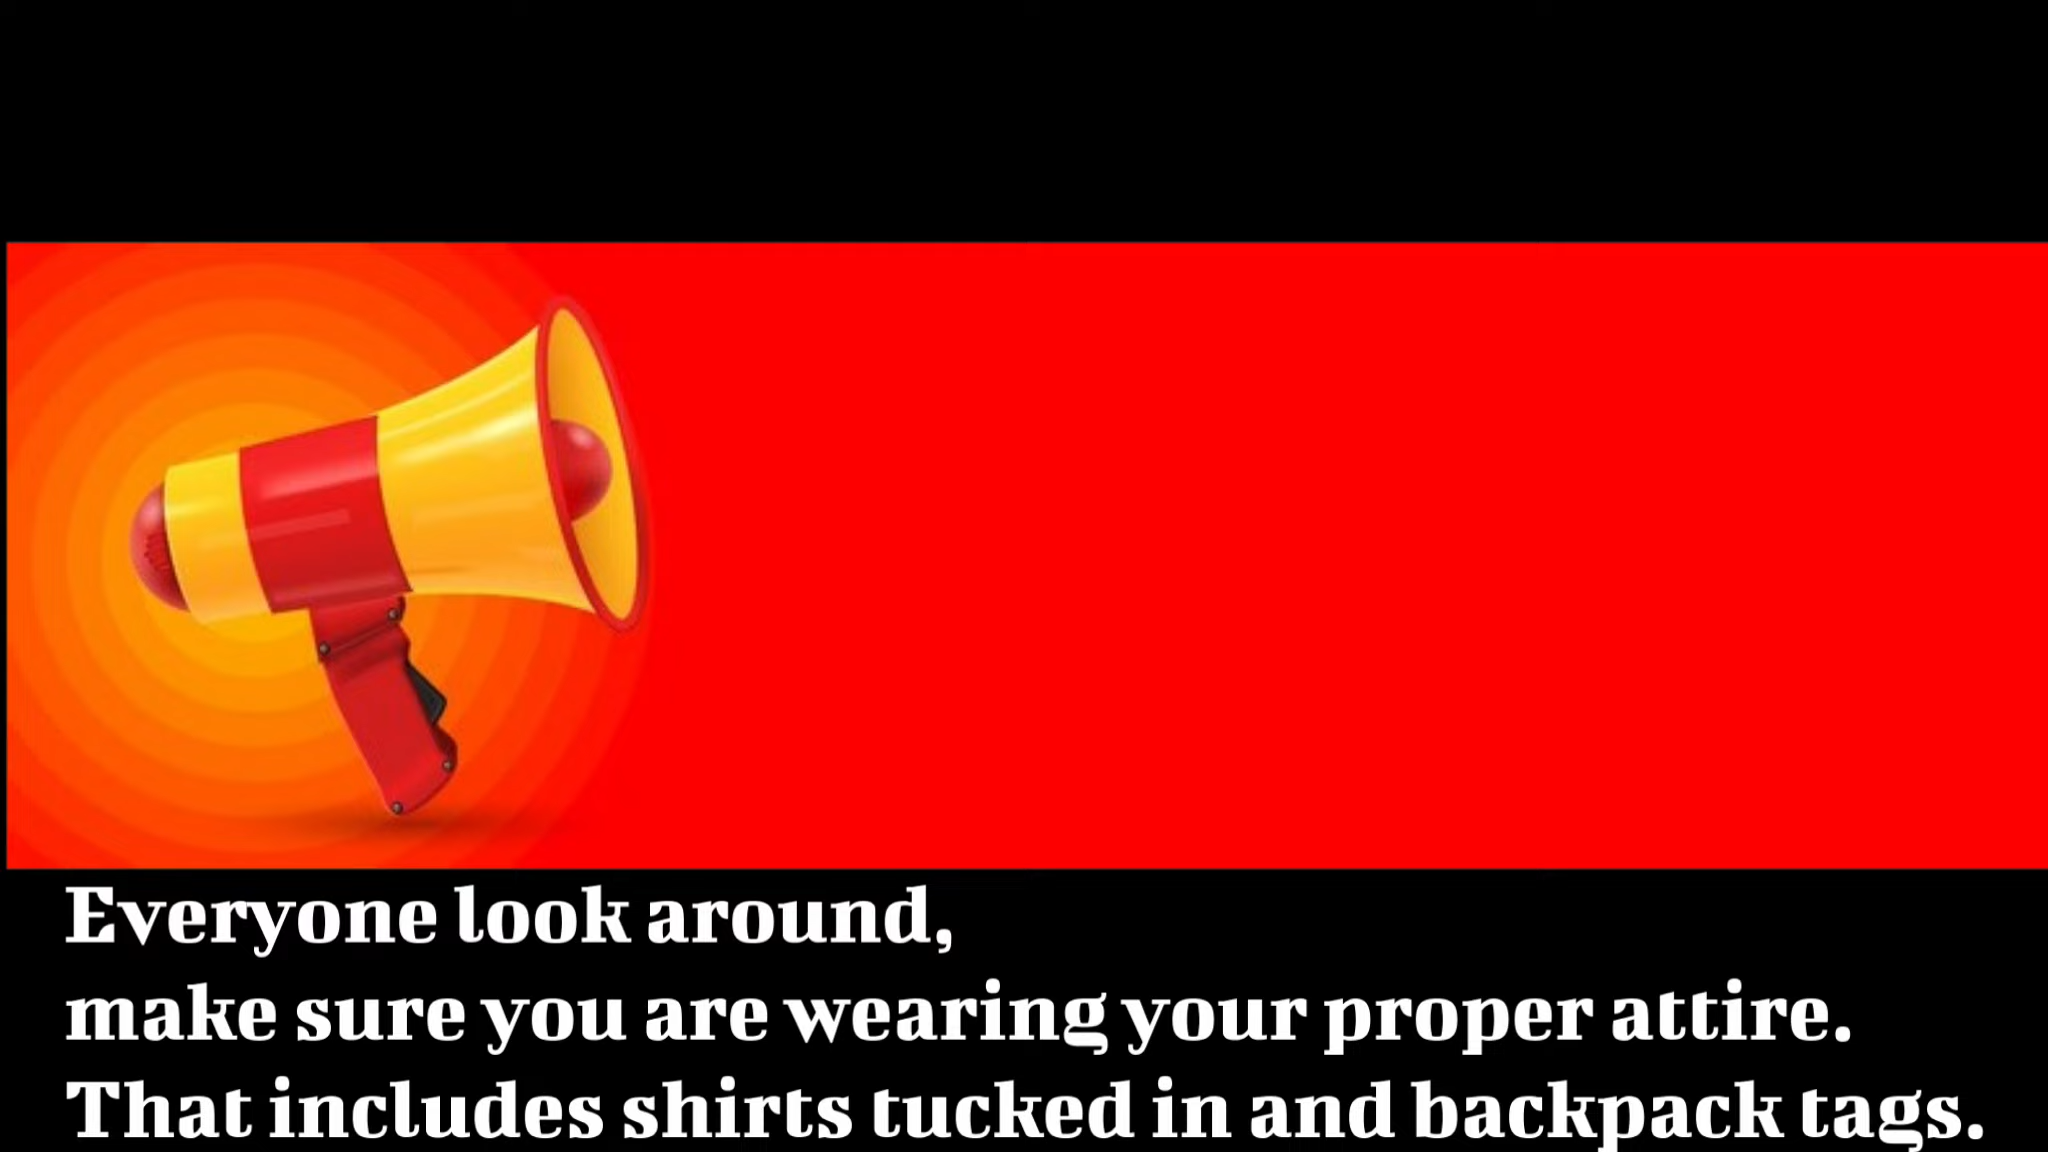 Everyone look around,
make sure you are wearing your proper attire.
That includes shirts tucked in and backpack tags.